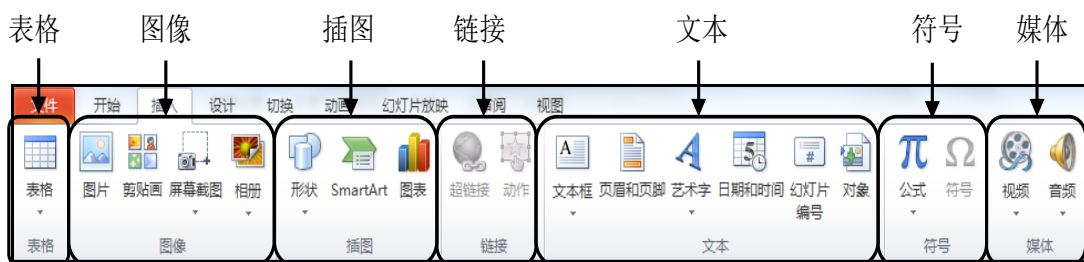 表格 图像 插图 链接 文本 符号 媒体
文件 开始 插入 设计 切换 动画 幻灯片放映 审阅 视图
表格 图片 剪贴画 屏幕截图 相册 形状 SmartArt 图表 超链接 动作 文本框 页眉和页脚 艺术字 日期和时间 幻灯片 对象 公式 符号 视频 音频
编号
表格 图像 插图 链接 文本 符号 媒体